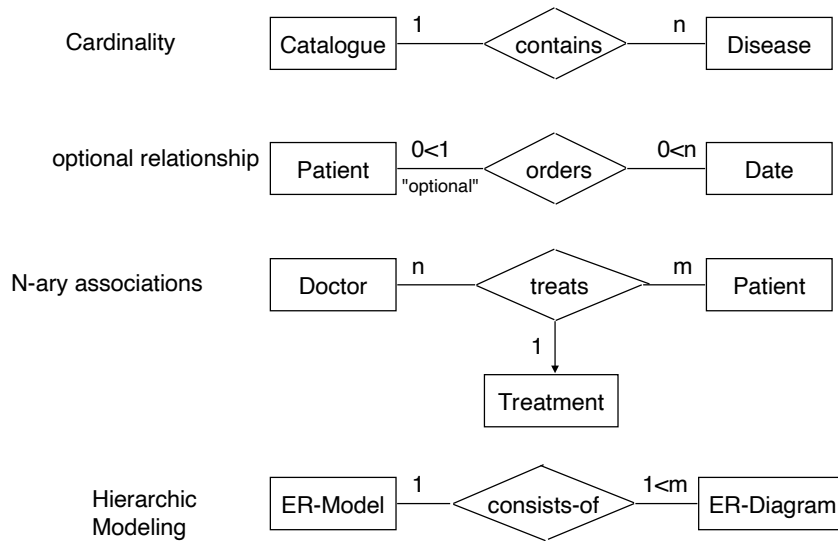 Cardinality Catalogue 1 contains n Disease
optional relationship Patient 0<1 "optional" orders 0<n Date
N-ary associations Doctor n treats m Patient
1
Treatment
Hierarchic Modeling ER-Model 1 consists-of 1<m ER-Diagram